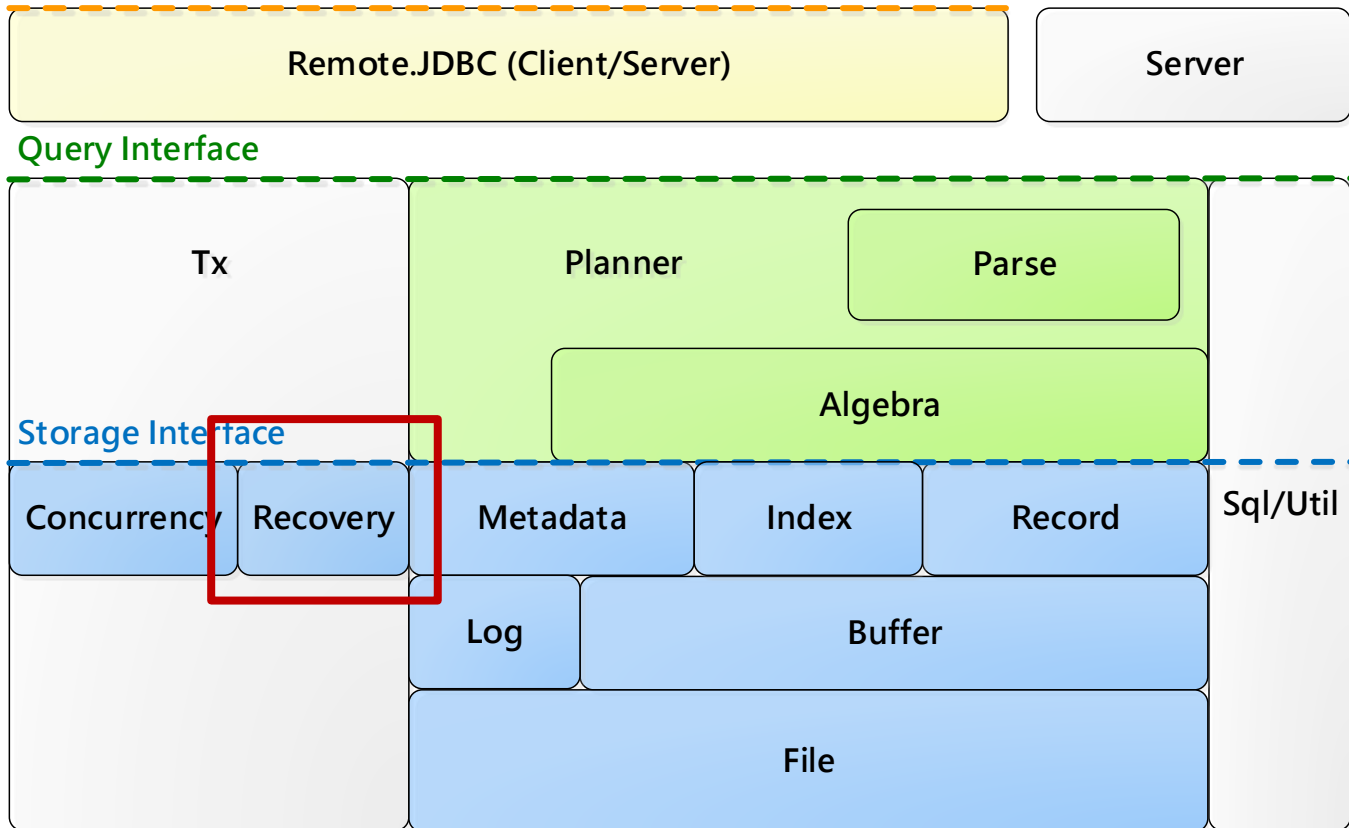 Remote.JDBC (Client/Server)
Server
Query Interface
Tx
Planner
Parse
Algebra
Storage Interface
Concurrency
Recovery
Metadata
Index
Record
Sql/Util
Log
Buffer
File